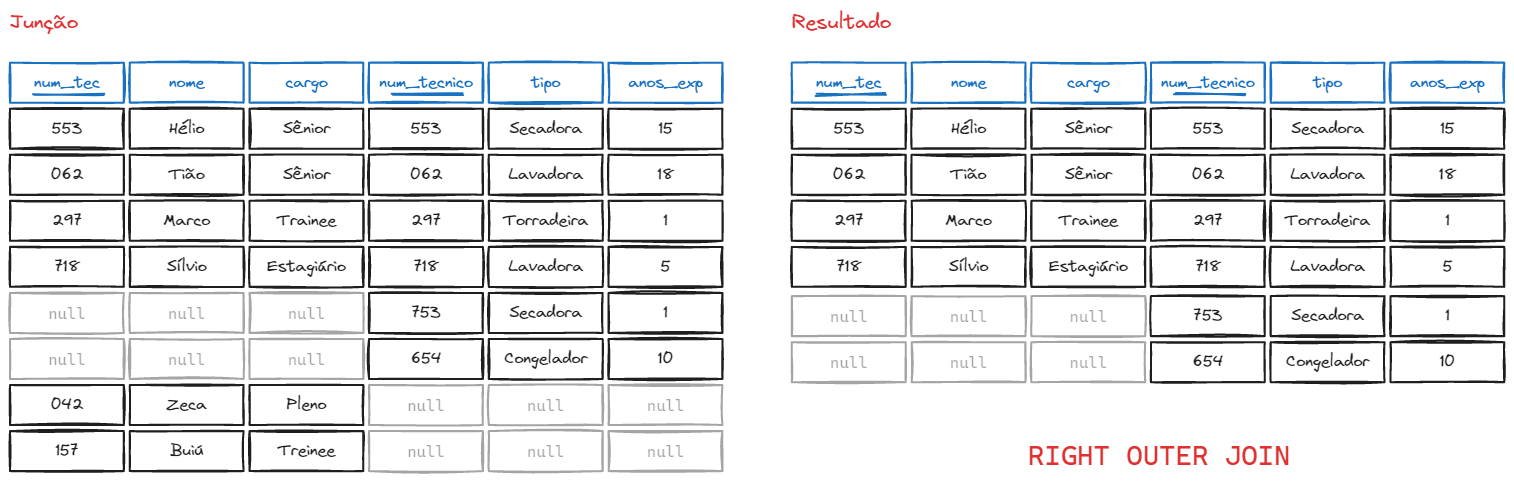 Junção
num_tec nome cargo num_tecnico tipo anos_exp
553 Hélio Sênior 553 Secadora 15
062 Tião Sênior 062 Lavadora 18
297 Marco Trainee 297 Torradeira 1
718 Sílvio Estagiário 718 Lavadora 5
null null null 753 Secadora 1
null null null 654 Congelador 10
042 Zeca Pleno null null null
157 Buiá Treinee null null null
Resultado
num_tec nome cargo num_tecnico tipo anos_exp
553 Hélio Sênior 553 Secadora 15
062 Tião Sênior 062 Lavadora 18
297 Marco Trainee 297 Torradeira 1
718 Sílvio Estagiário 718 Lavadora 5
null null null 753 Secadora 1
null null null 654 Congelador 10
RIGHT OUTER JOIN